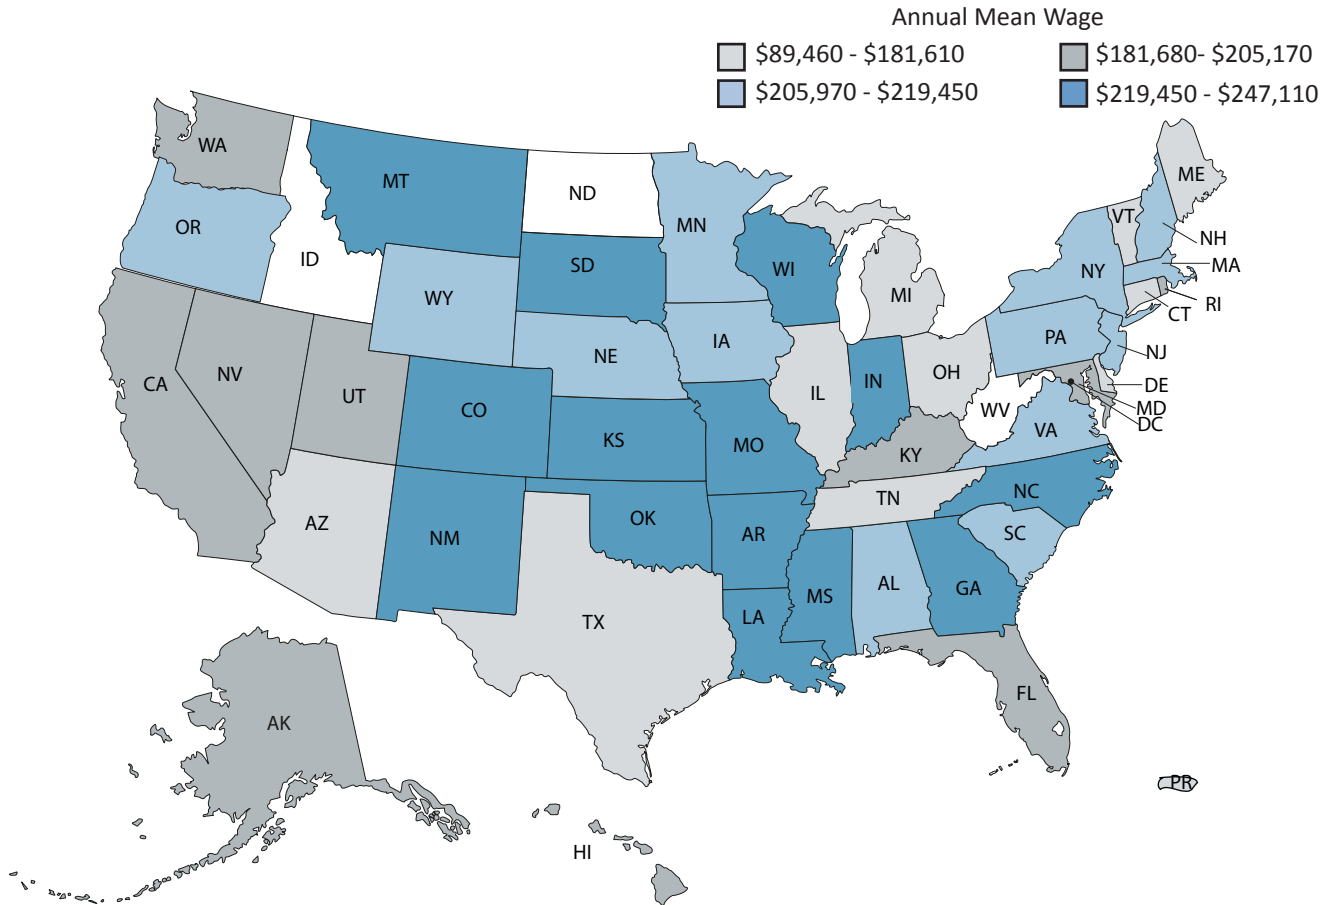 Annual Mean Wage
$89,460 - $181,610
$181,680- $205,170
$205,970 - $219,450
$219,450 - $247,110
WA
MT
ND
MN
ME
VT
OR
NH
ID
SD
WI
NY
MA
WY
MI
RI
CT
PA
IA
NJ
NE
OH
CA
NV
UT
CO
IL
IN
DE
WV
MD
DC
KS
MO
VA
KY
AZ
NM
OK
TN
NC
AR
SC
MS
AL
GA
TX
LA
FL
AK
PR
HI